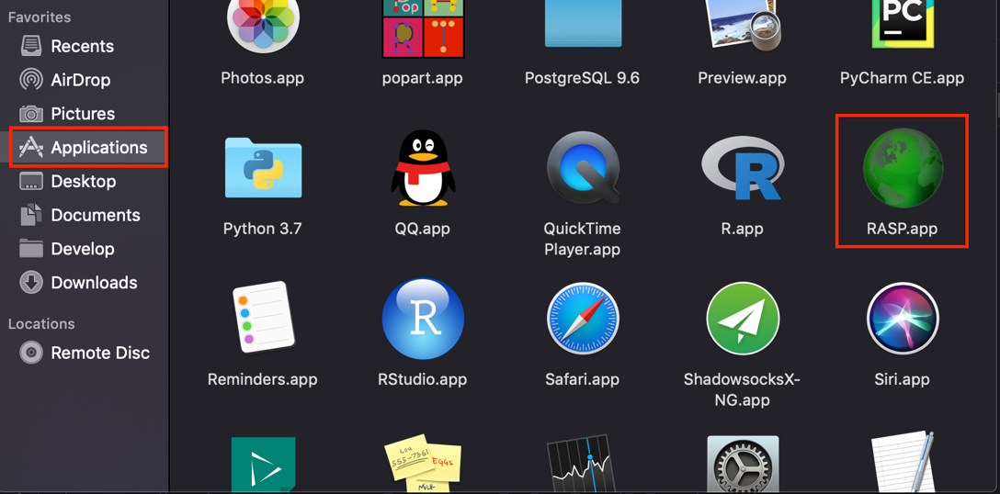 Favorites
Recents
AirDrop
Pictures
Applications
Desktop
Documents
Develop
Downloads
Locations
Remote Disc
Pop
PC
Photos.app
popart.app
PostgreSQL 9.6
Preview.app
PyCharm CE.app
R
Python 3.7
QQ.app
QuickTime
Player.app
R.app
RASP.app
R
Reminders.app
RStudio.app
Safari.app
ShadowsocksX-
NG.app
Siri.app
LOG
555-7361
EGGS
MILK